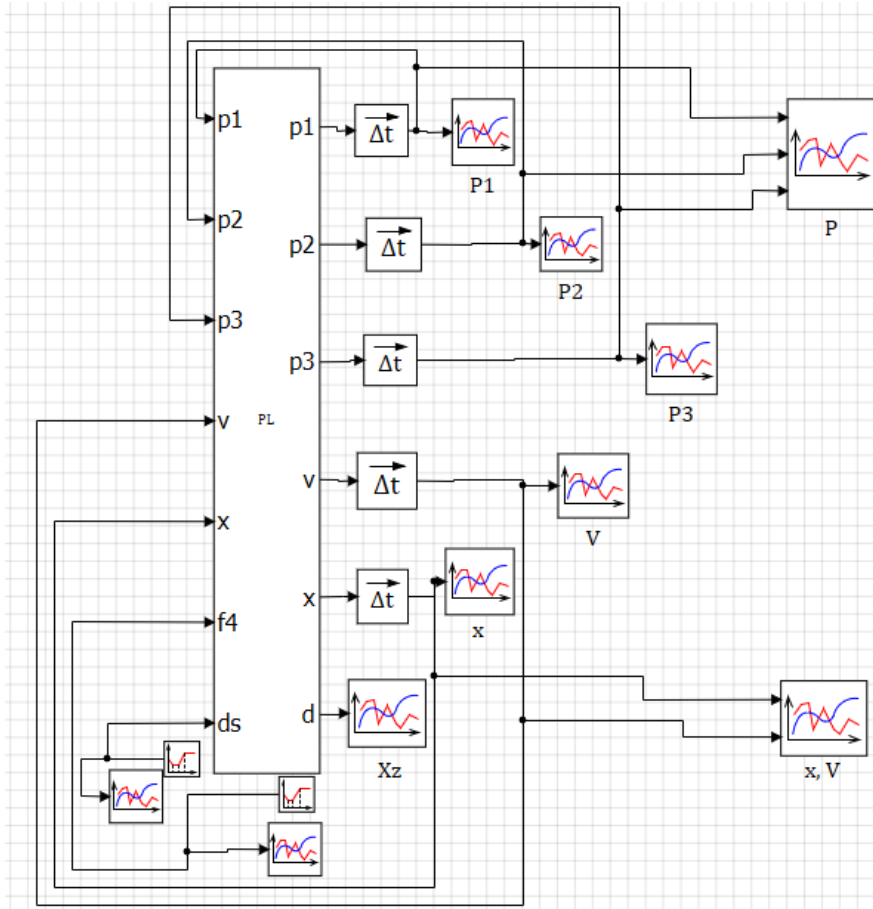 p1
p1
Δt
P1
P
p2
p2
Δt
P2
p3
p3
Δt
P3
v
PL
v
Δt
V
x
x
Δt
x
f4
ds
d
Xz
x, V